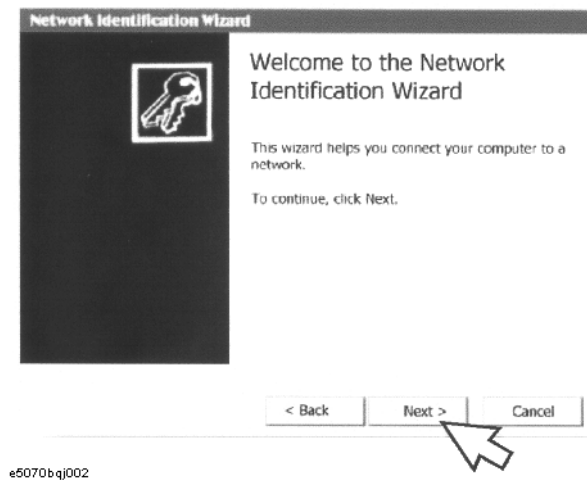 Network Identification Wizard
Welcome to the Network
Identification Wizard
This wizard helps you connect your computer to a
network.
To continue, click Next.
< Back
Next >
Cancel
e5070bqj002